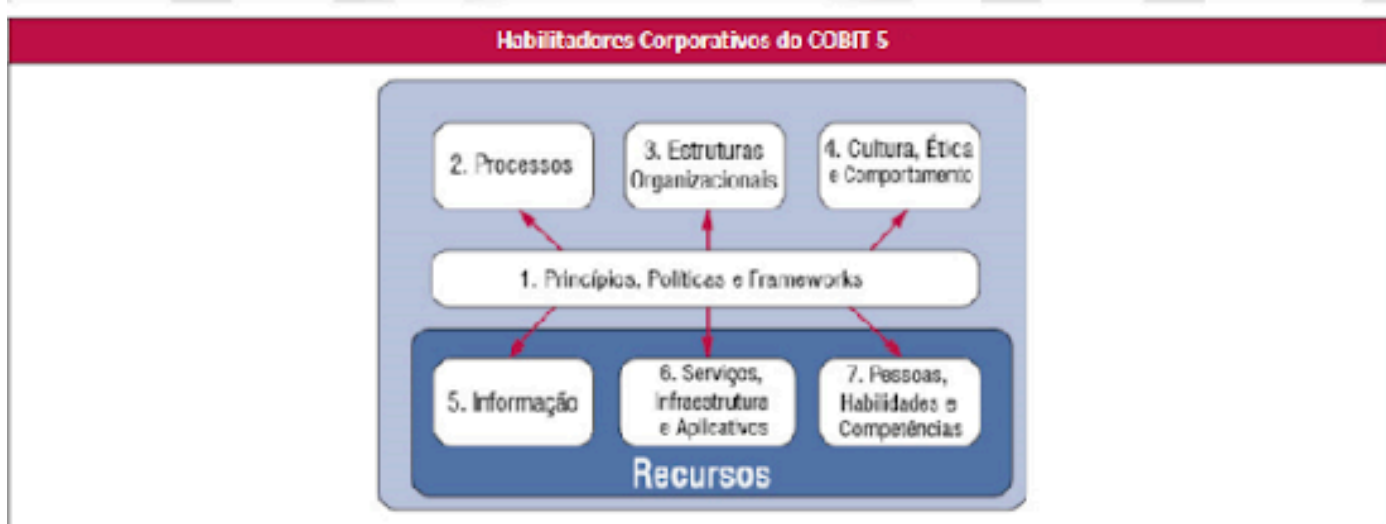 Habilitadores Corporativos do COBIT 5
2. Processos
3. Estruturas
Organizacionais
4. Cultura, Ética
e Comportamento
1. Princípios, Políticas e Frameworks
5. Informação
6. Serviços,
Infraestrutura
e Aplicativos
7. Pessoas,
Habilidades e
Competências
Recursos